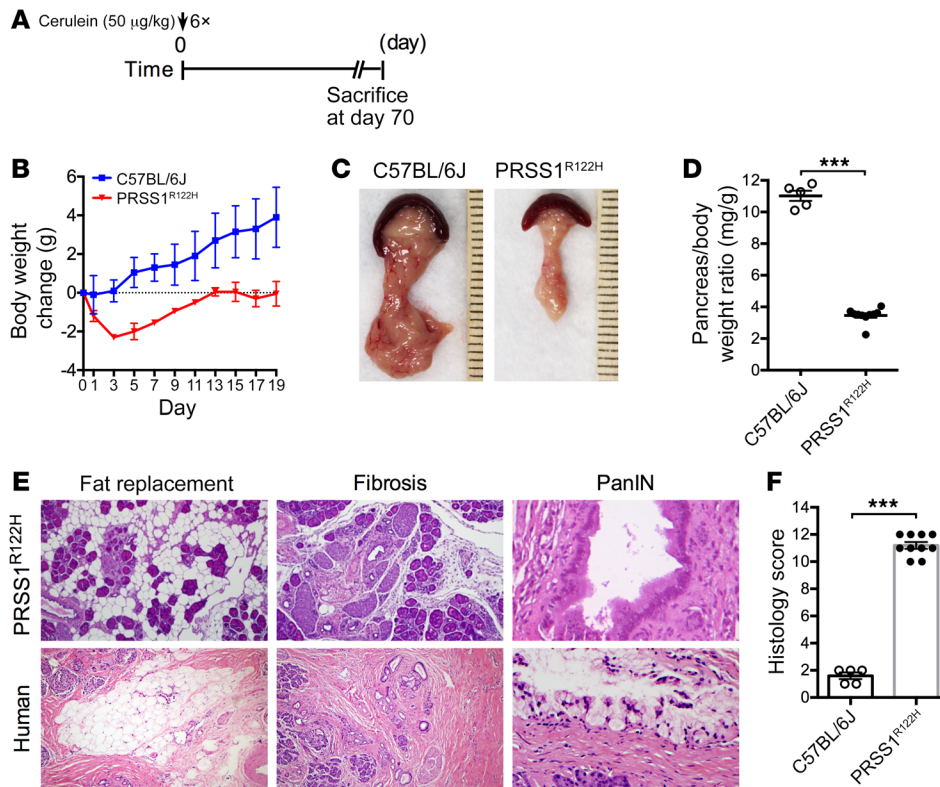 A
Cerulein (50 μg/kg) 6×
0
(day)
Time
Sacrifice
at day 70
B
C57BL/6J
PRSS1R122H
Body weight
change (g)
6
4
2
0
-2
-4
0 1 3 5 7 9 11 13 15 17 19
Day
C
C57BL/6J
PRSS1R122H
D
***
Pancreas/body
weight ratio (mg/g)
12
10
8
6
4
2
0
C57BL/6J
PRSS1R122H
E
Fat replacement
Fibrosis
PanIN
PRSS1R122H
Human
F
***
Histology score
14
12
10
8
6
4
2
0
C57BL/6J
PRSS1R122H